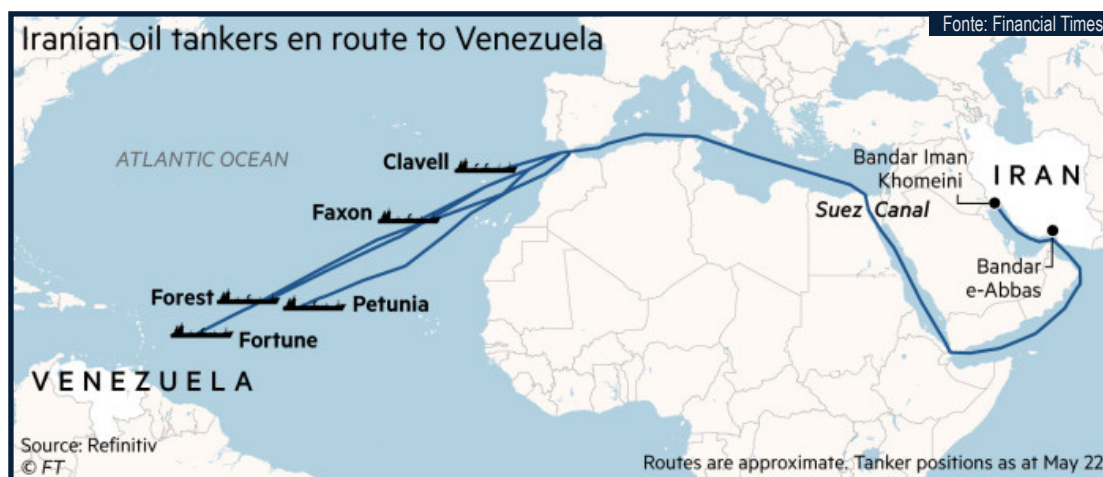 Fonte: Financial Times
Iranian oil tankers en route to Venezuela
ATLANTIC OCEAN
Clavell
Faxon
Forest
Petunia
Fortune
VENEZUELA
Bandar Iman
Khomeini
IRAN
Suez Canal
Bandar
e-Abbas
Source: Refinitiv
© FT
Routes are approximate. Tanker positions as at May 22